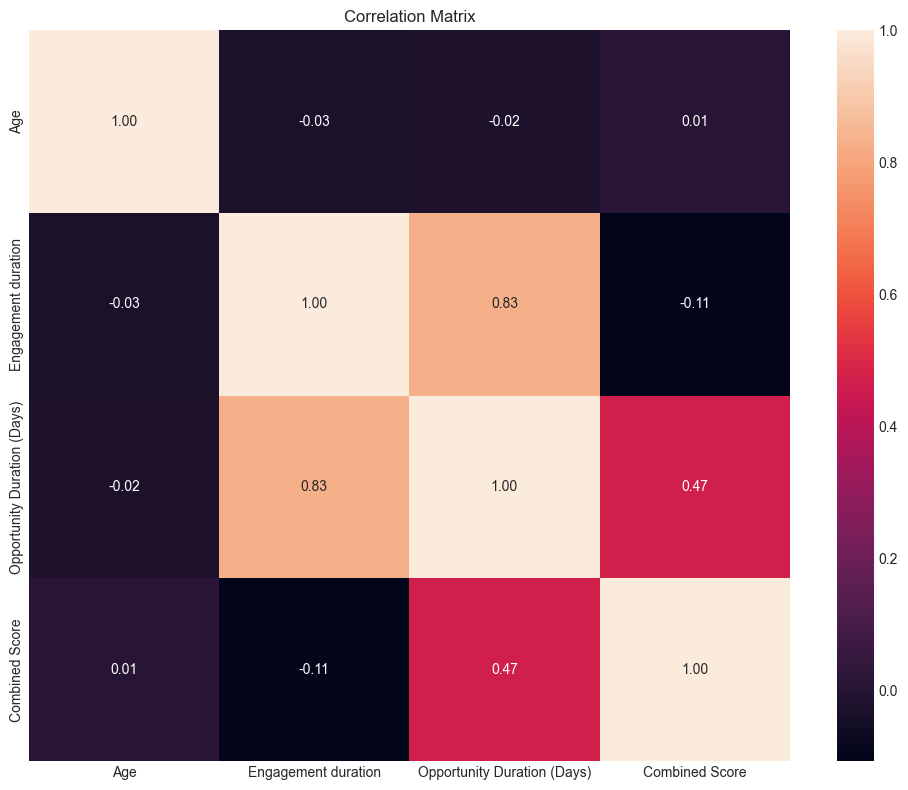 Correlation Matrix
Age
1.00
-0.03
-0.02
0.01
Engagement duration
-0.03
1.00
0.83
-0.11
Opportunity Duration (Days)
-0.02
0.83
1.00
0.47
Combined Score
0.01
-0.11
0.47
1.00
Age
Engagement duration
Opportunity Duration (Days)
Combined Score
1.0
0.8
0.6
0.4
0.2
0.0